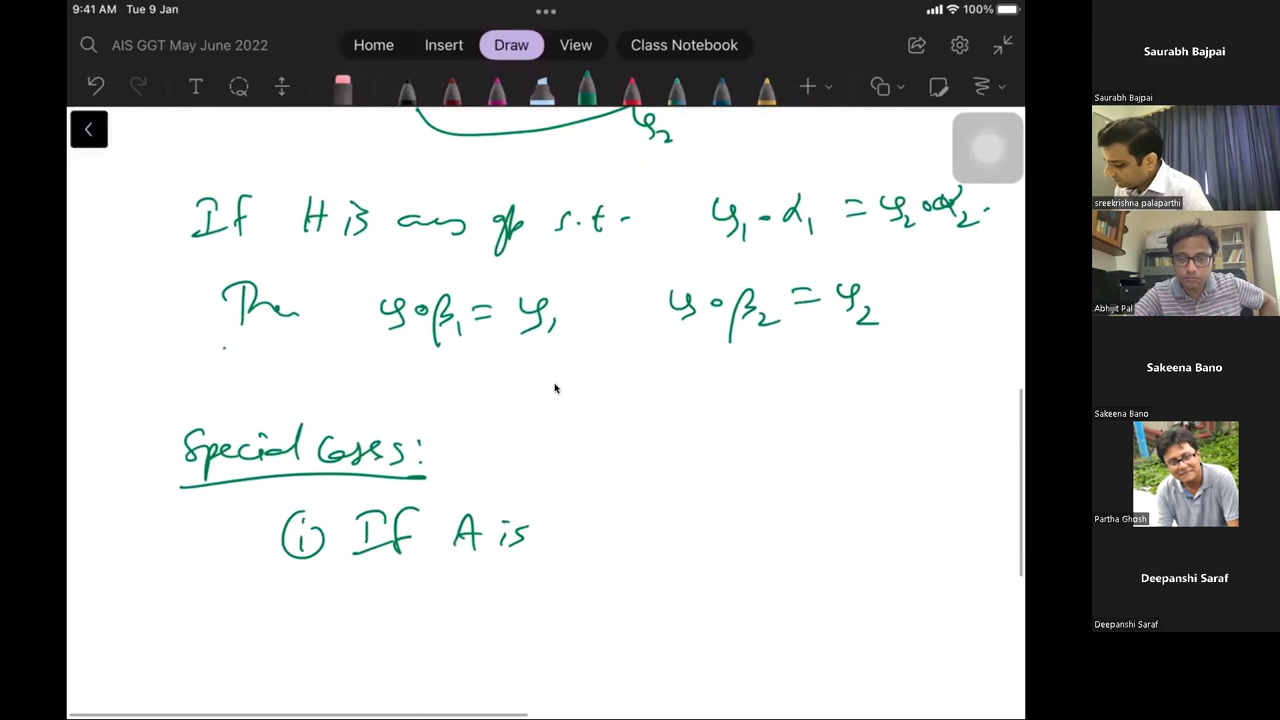 9:41 AM Tue 9 Jan
100%
AIS GGT May June 2022
Home Insert Draw View Class Notebook
φ₂
If H is any gp s.t. φ₁∘α₁ = φ₂∘α₂.
Then φ∘β₁ = φ₁ φ∘β₂ = φ₂
Special Cases:
(i) If A is
Saurabh Bajpai
Saurabh Bajpai
sreekrishna palaparthi
Abhijit Pal
Sakeena Bano
Sakeena Bano
Partha Ghosh
Deepanshi Saraf
Deepanshi Saraf